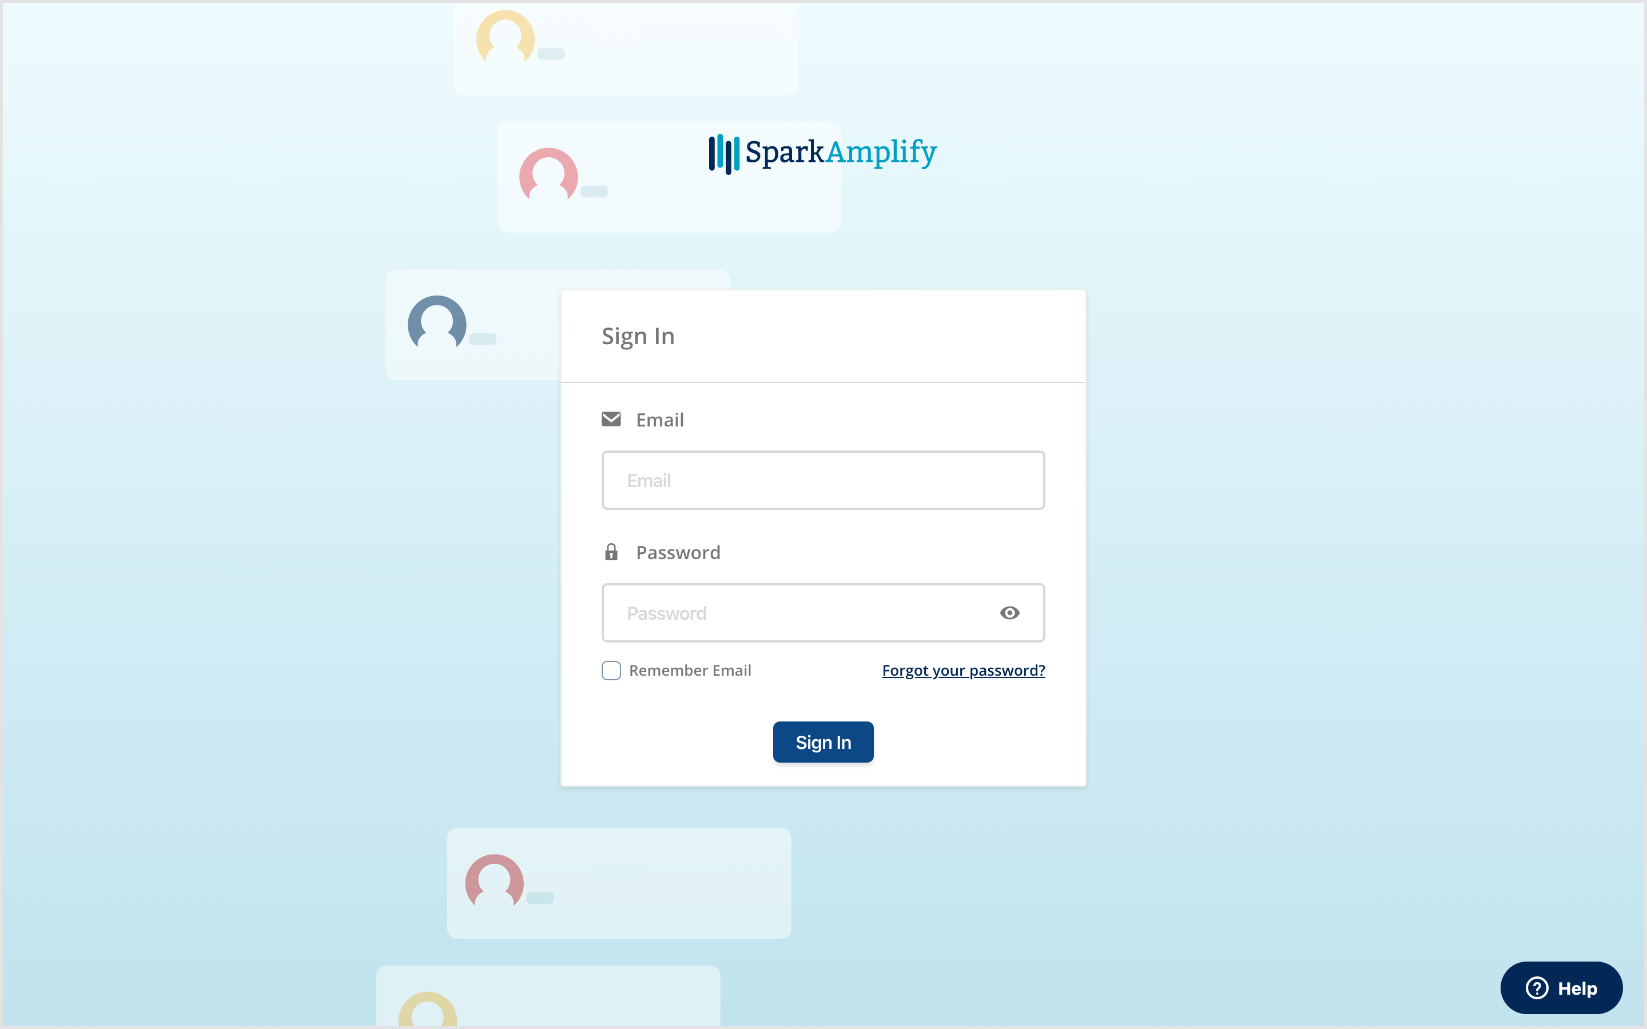 SparkAmplify
Sign In
Email
Email
Password
Password
Remember Email
Forgot your password?
Sign In
Help